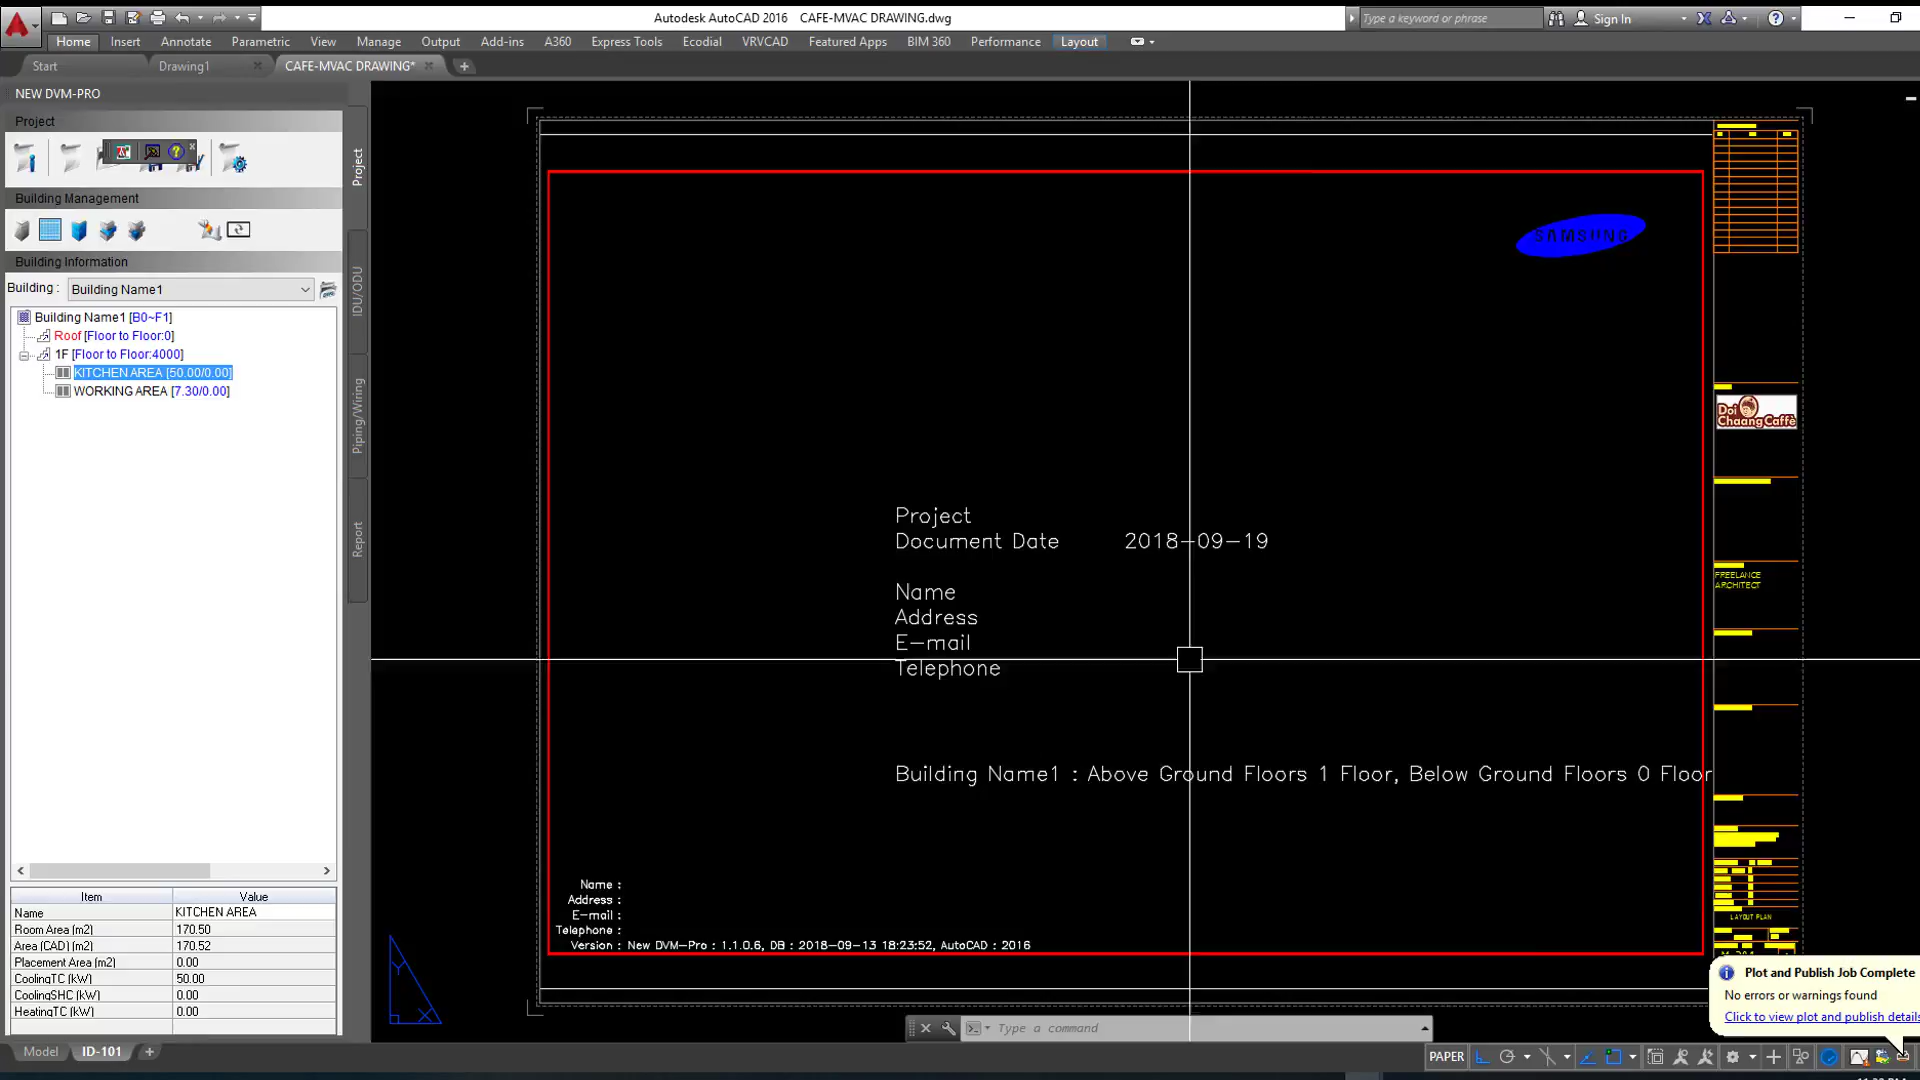 Autodesk AutoCAD 2016 CAFE-MVAC DRAWING.dwg
Type a keyword or phrase
Sign In
Home Insert Annotate Parametric View Manage Output Add-ins A360 Express Tools Ecodial VRVCAD Featured Apps BIM 360 Performance Layout
Start Drawing1 CAFE-MVAC DRAWING*
NEW DVM-PRO
Project
Building Management
Building Information
Building : Building Name1
Building Name1 [B0~F1]
Roof [Floor to Floor:0]
1F [Floor to Floor:4000]
KITCHEN AREA [50.00/0.00]
WORKING AREA [7.30/0.00]
Project
IDU/ODU
Piping/Wiring
Report
Item Value
Name KITCHEN AREA
Room Area (m2) 170.50
Area (CAD) (m2) 170.52
Placement Area (m2) 0.00
CoolingTC (kW) 50.00
CoolingSHC (kW) 0.00
HeatingTC (kW) 0.00
SAMSUNG
Project
Document Date 2018-09-19
Name
Address
E-mail
Telephone
Building Name1 : Above Ground Floors 1 Floor, Below Ground Floors 0 Floor
Name :
Address :
E-mail :
Telephone :
Version : New DVM-Pro : 1.1.0.6, DB : 2018-09-13 18:23:52, AutoCAD : 2016
Doi
Chaang Caffè
FREELANCE
ARCHITECT
LAYOUT PLAN
Y
X
Type a command
Plot and Publish Job Complete
No errors or warnings found
Click to view plot and publish details
Model ID-101
PAPER